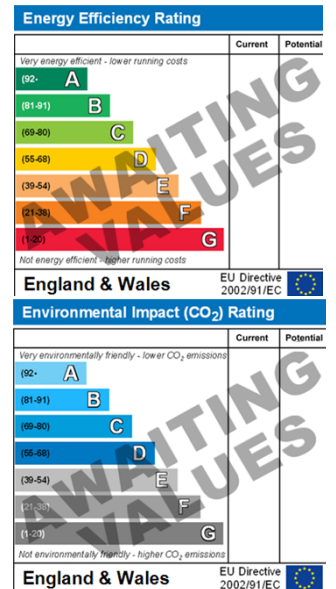 Energy Efficiency Rating
Current Potential
Very energy efficient - lower running costs
(92- A
(81-91) B
(69-80) C
(55-68) D
(39-54) E
(21-38) F
(1-20) G
Not energy efficient - higher running costs
AWAITING
VALUES
England & Wales
EU Directive
2002/91/EC
Environmental Impact (CO₂) Rating
Current Potential
Very environmentally friendly - lower CO₂ emissions
(92- A
(81-91) B
(69-80) C
(55-68) D
(39-54) E
(21-38) F
(1-20) G
Not environmentally friendly - higher CO₂ emissions
AWAITING
VALUES
England & Wales
EU Directive
2002/91/EC